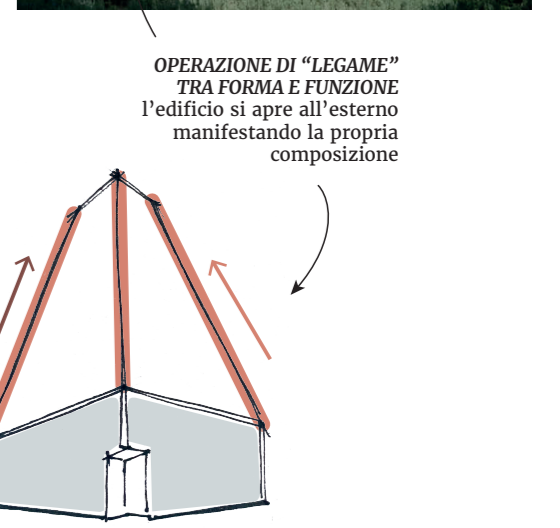 OPERAZIONE DI “LEGAME”
TRA FORMA E FUNZIONE
l’edificio si apre all’esterno
manifestando la propria
composizione